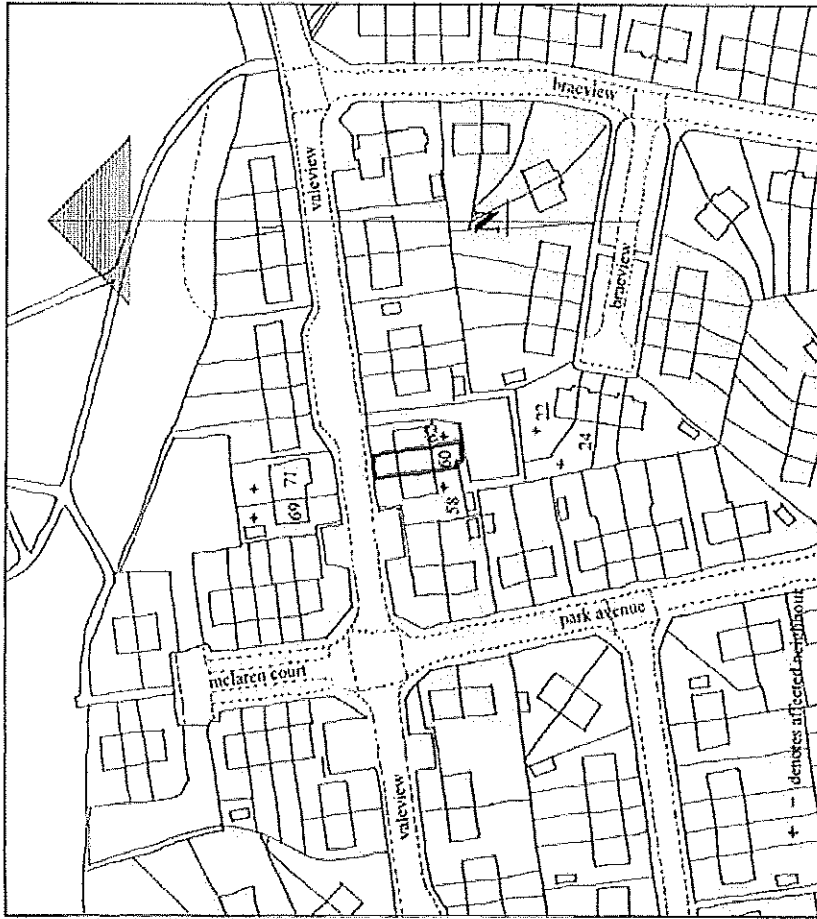 braeview
valeview
braeview
62
60
58
22
24
69
71
park avenue
mclaren court
valeview
+ - denotes affected neighbour